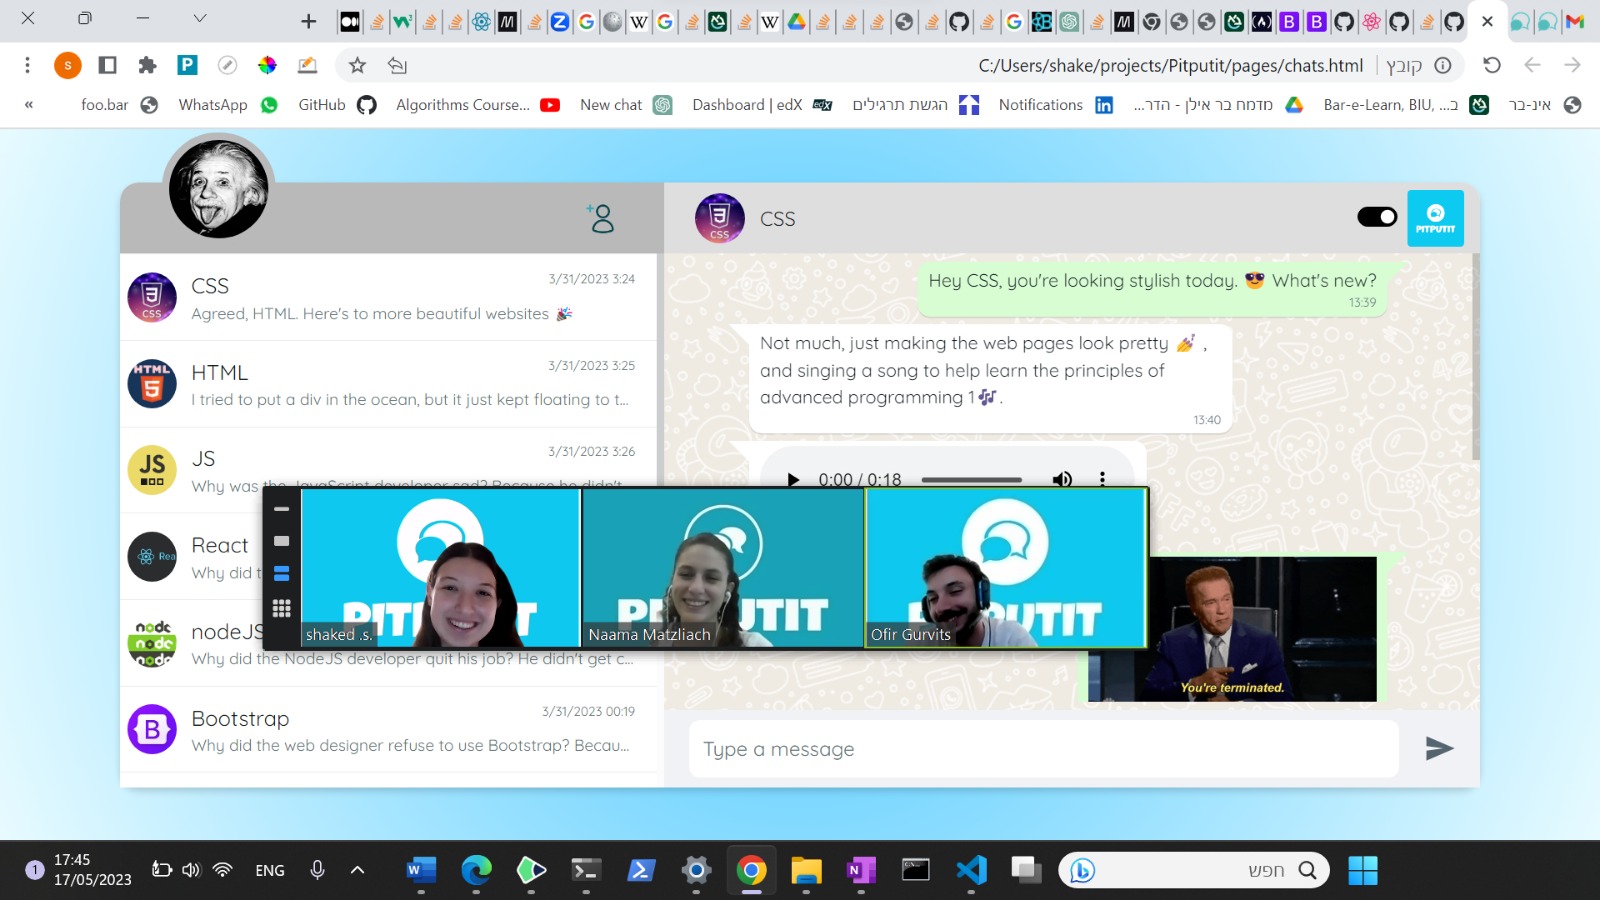 C:/Users/shake/projects/Pitputit/pages/chats.html
קובץ
foo.bar
WhatsApp
GitHub
Algorithms Course...
New chat
Dashboard | edX
הגשת תרגילים
Notifications
מדמח בר אילן - הדר...
Bar-e-Learn, BIU, ...ב
אינ-בר
CSS
3/31/2023 3:24
Agreed, HTML. Here's to more beautiful websites 🎉
HTML
3/31/2023 3:25
I tried to put a div in the ocean, but it just kept floating to t...
JS
3/31/2023 3:26
Why was the JavaScript developer sad? Because he didn't
React
Why did t
nodeJS
Why did the NodeJS developer quit his job? He didn't get c...
Bootstrap
3/31/2023 00:19
Why did the web designer refuse to use Bootstrap? Becau...
CSS
CSS
PITPUTIT
Hey CSS, you're looking stylish today. 😎 What's new?
13:39
Not much, just making the web pages look pretty 💅 ,
and singing a song to help learn the principles of
advanced programming 1🎶.
13:40
0:00 / 0:18
shaked .s.
Naama Matzliach
Ofir Gurvits
You're terminated.
Type a message
1
17:45
17/05/2023
ENG
חפש